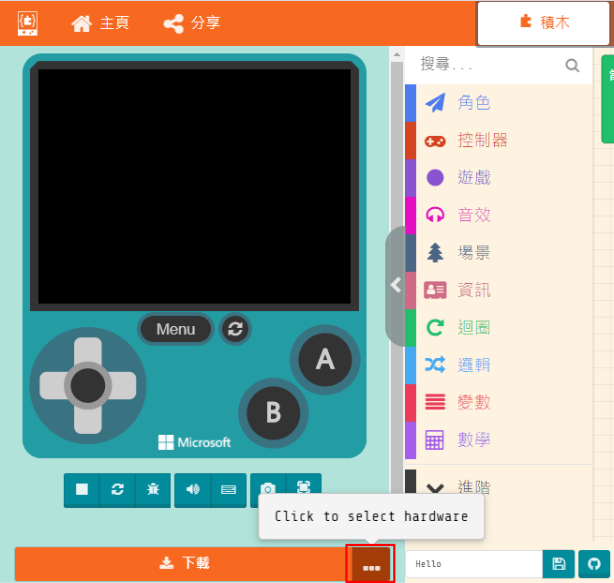 主頁
分享
積木
搜尋...
角色
控制器
遊戲
音效
場景
資訊
迴圈
邏輯
變數
數學
進階
Menu
A
B
Microsoft
Click to select hardware
下載
...
Hello